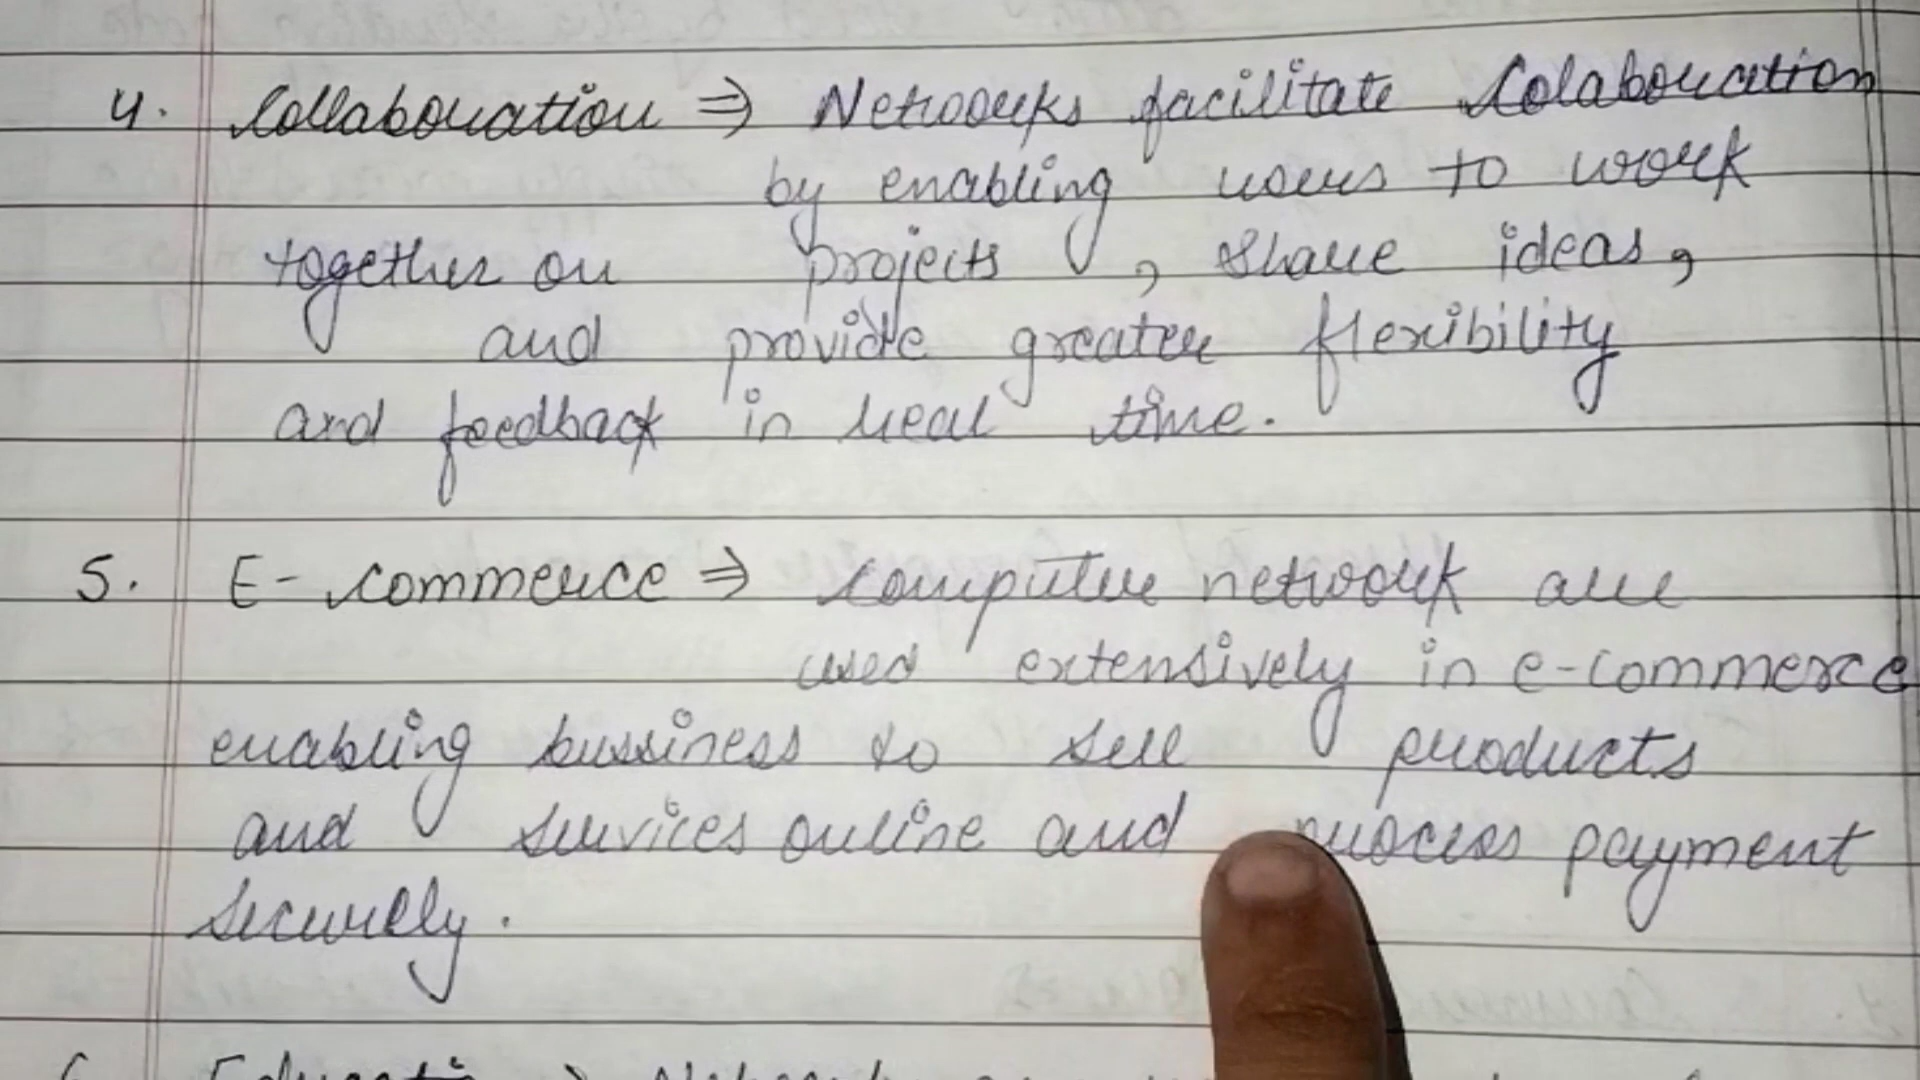 4. Collaboration ⇒ Networks facilitate Colaboration
by enabling users to work
together on projects, share ideas,
and provide greater flexibility
and feedback in real time.
5. E-commerce ⇒ computer network are
used extensively in e-commerce
enabling bussiness to sell products
and services online and process payment
securely.
6. Education ⇒